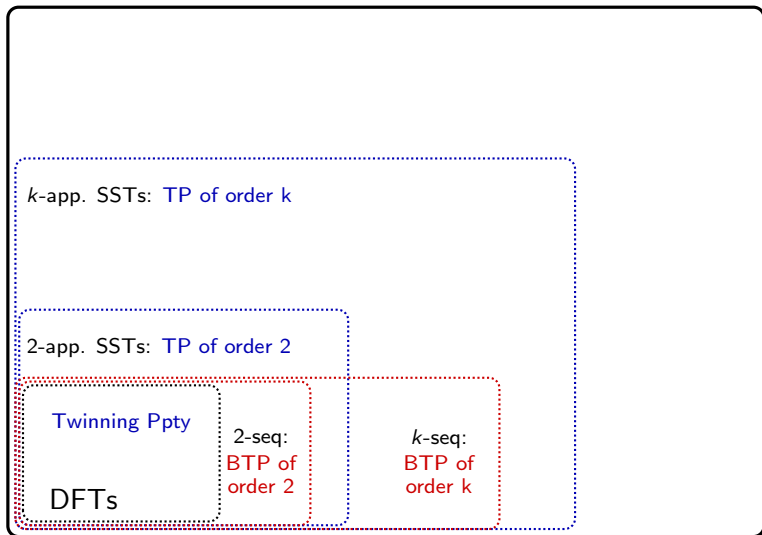 k-app. SSTs: TP of order k
2-app. SSTs: TP of order 2
Twinning Ppty
DFTs
2-seq:
BTP of
order 2
k-seq:
BTP of
order k